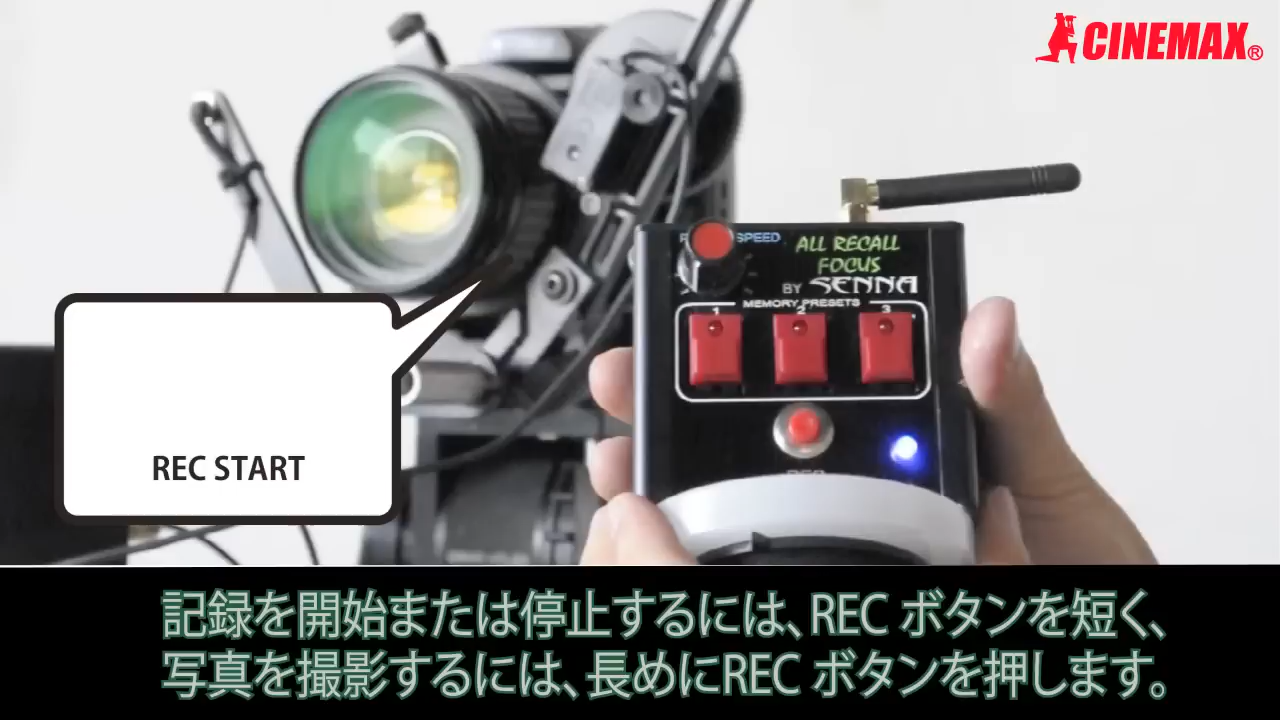 CINEMAX®
SPEED
ALL RECALL
FOCUS
BY SENNA
MEMORY PRESETS
1 2 3
REC START
記録を開始または停止するには、REC ボタンを短く、
写真を撮影するには、長めにREC ボタンを押します。